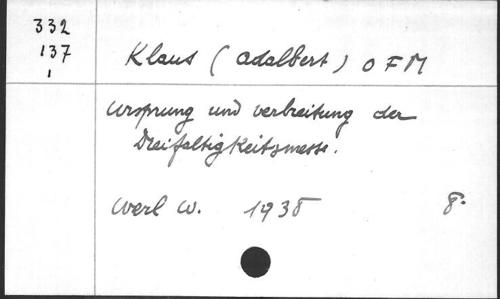 332
137
1
Klaus (Adalbert) OFM
Ursprung und Verbreitung der
Dreifaltigkeitsmesse.
Werl W. 1938 8°